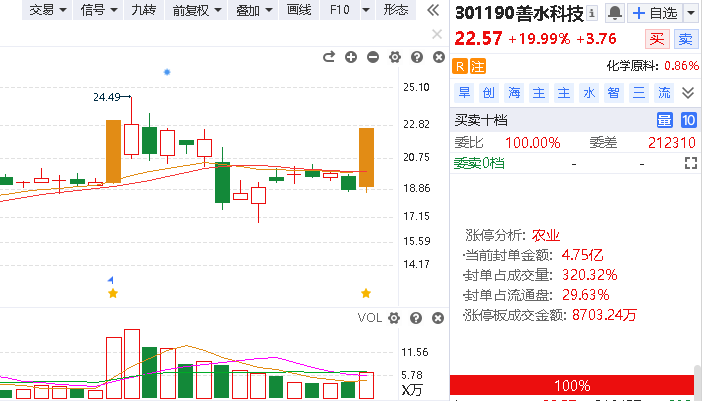 交易 信号 九转 前复权 叠加 画线 F10 形态
301190善水科技
+自选
22.57 +19.99% +3.76 买 卖
R 注 化学原料: 0.86%
早 创 海 主 主 水 智 三 流
买卖十档 量 10
委比 100.00% 委差 212310
委卖0档 - -
24.49
25.10
22.82
20.75
18.86
17.15
15.59
14.17
涨停分析: 农业
·当前封单金额: 4.75亿
·封单占成交量: 320.32%
·封单占流通盘: 29.63%
·涨停板成交金额: 8703.24万
VOL
11.56
5.78
X万
100%